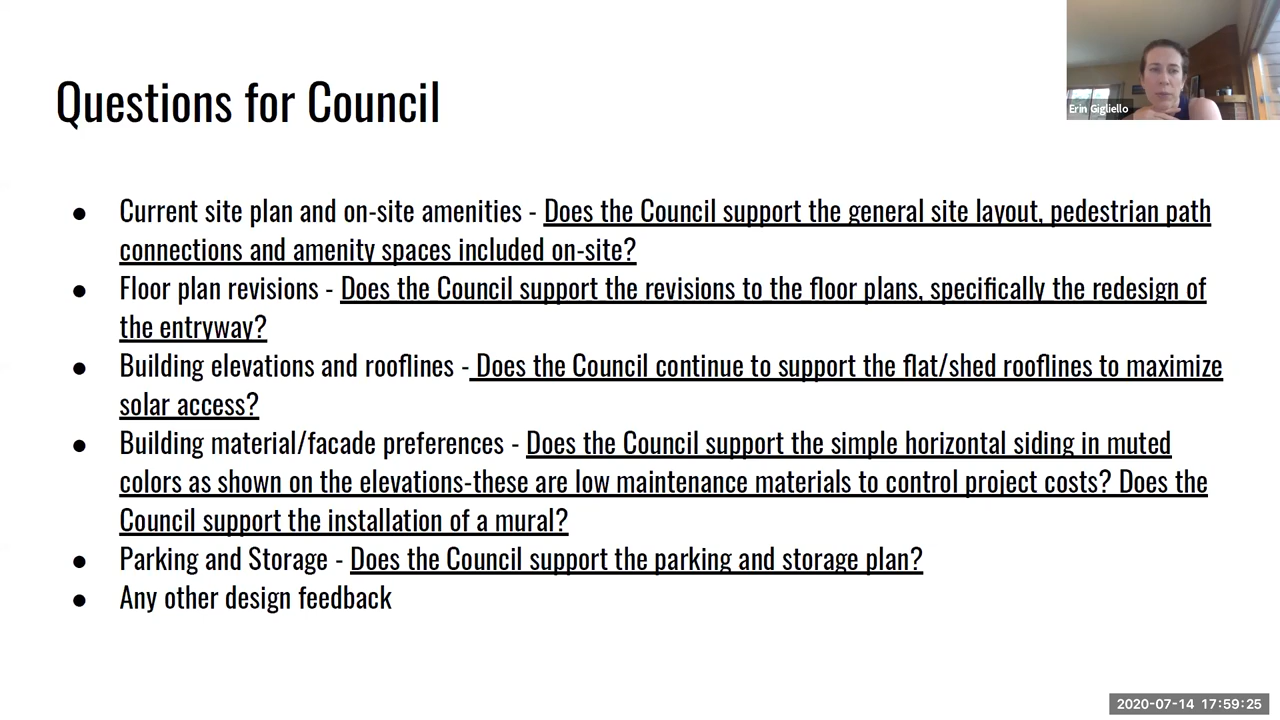 Questions for Council
Erin Gigliello
● Current site plan and on-site amenities - Does the Council support the general site layout, pedestrian path
connections and amenity spaces included on-site?
● Floor plan revisions - Does the Council support the revisions to the floor plans, specifically the redesign of
the entryway?
● Building elevations and rooflines - Does the Council continue to support the flat/shed rooflines to maximize
solar access?
● Building material/facade preferences - Does the Council support the simple horizontal siding in muted
colors as shown on the elevations-these are low maintenance materials to control project costs? Does the
Council support the installation of a mural?
● Parking and Storage - Does the Council support the parking and storage plan?
● Any other design feedback
2020-07-14 17:59:25